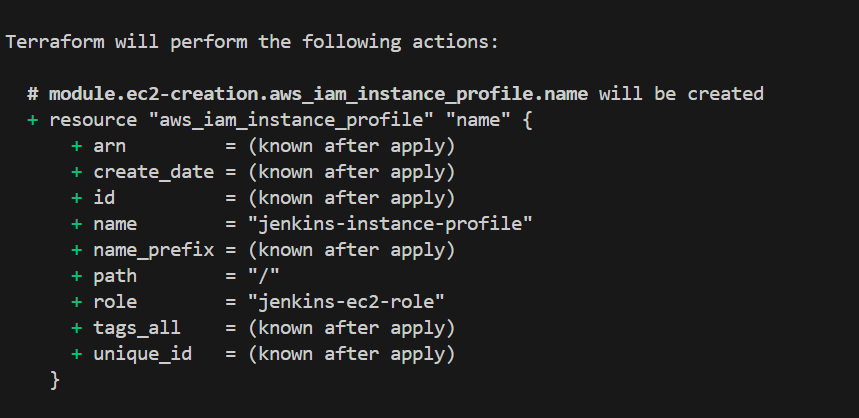 Terraform will perform the following actions:
# module.ec2-creation.aws_iam_instance_profile.name will be created
+ resource "aws_iam_instance_profile" "name" {
+ arn = (known after apply)
+ create_date = (known after apply)
+ id = (known after apply)
+ name = "jenkins-instance-profile"
+ name_prefix = (known after apply)
+ path = "/"
+ role = "jenkins-ec2-role"
+ tags_all = (known after apply)
+ unique_id = (known after apply)
}